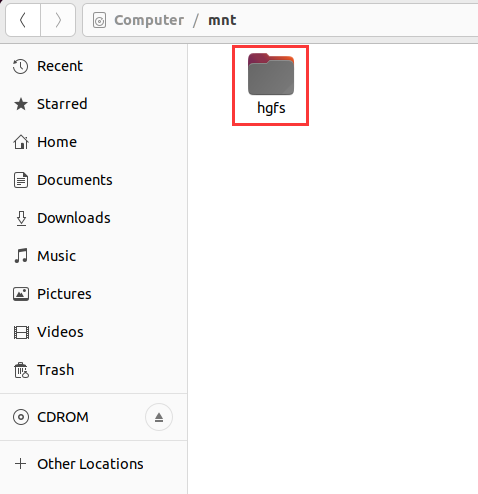 Computer / mnt
hgfs
Recent
Starred
Home
Documents
Downloads
Music
Pictures
Videos
Trash
CDROM
Other Locations